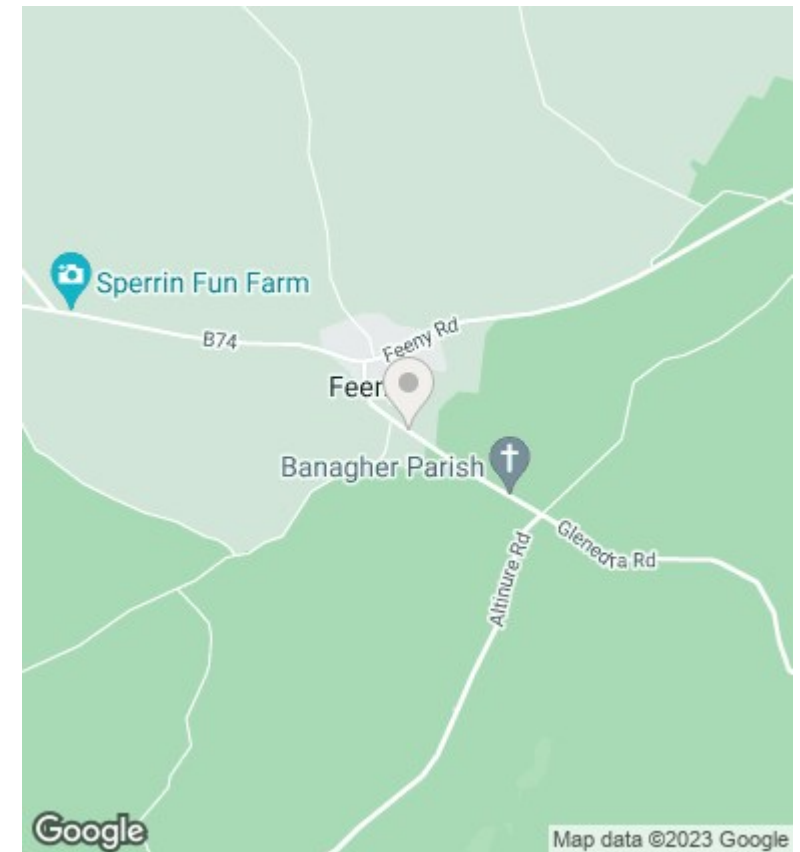 Sperrin Fun Farm
B74
Feeny Rd
Feen
Banagher Parish
Glenedra Rd
Altinure Rd
Google
Map data ©2023 Google